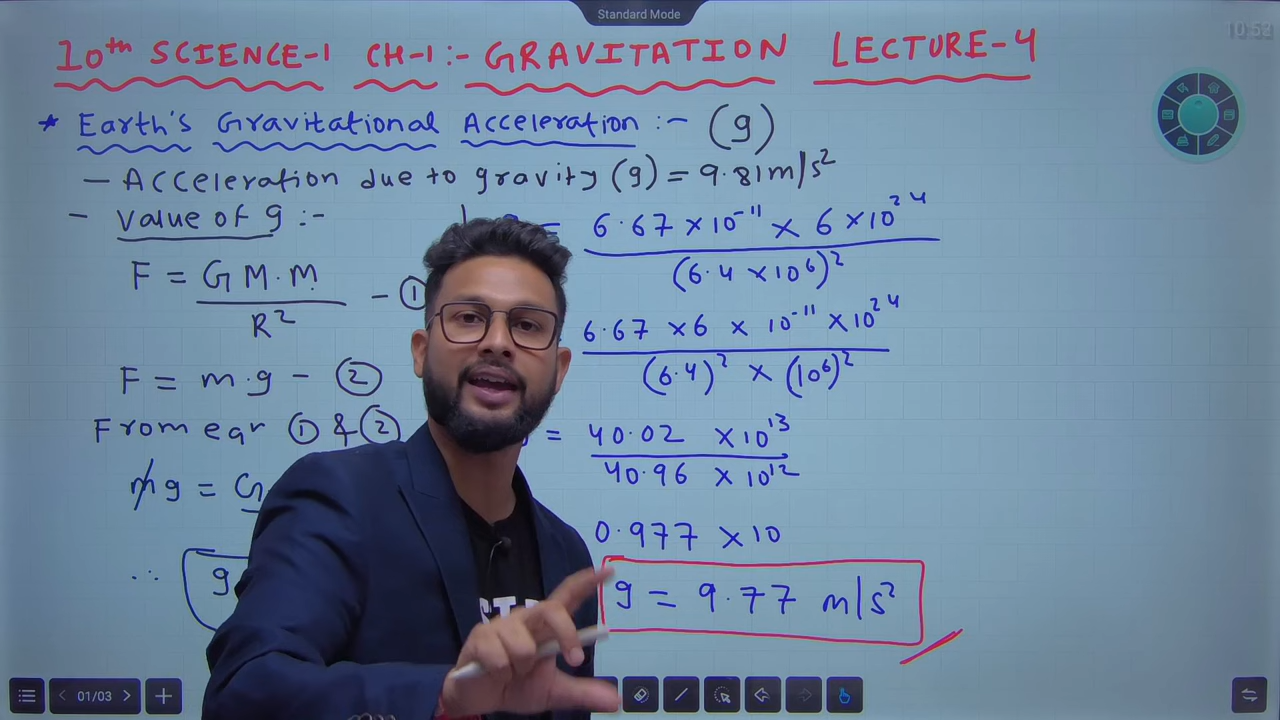 Standard Mode
10:52
10th SCIENCE-1 CH-1:- GRAVITATION LECTURE-4
* Earth's Gravitational Acceleration :- (g)
- Acceleration due to gravity (g) = 9.81 m/s²
- Value of g :-
F = G M.m / R² - ①
F = m.g - ②
From eqn ① & ②
mg = G
∴ g
= 6.67 × 10⁻¹¹ × 6 × 10²⁴ / (6.4 × 10⁶)²
6.67 × 6 × 10⁻¹¹ × 10²⁴ / (6.4)² × (10⁶)²
= 40.02 × 10¹³ / 40.96 × 10¹²
0.977 × 10
g = 9.77 m/s²
01/03